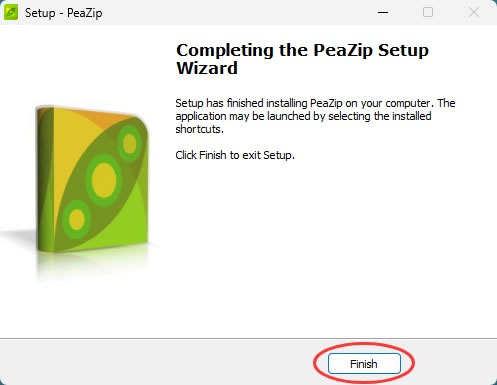 Setup - PeaZip
Completing the PeaZip Setup
Wizard
Setup has finished installing PeaZip on your computer. The
application may be launched by selecting the installed
shortcuts.
Click Finish to exit Setup.
Finish